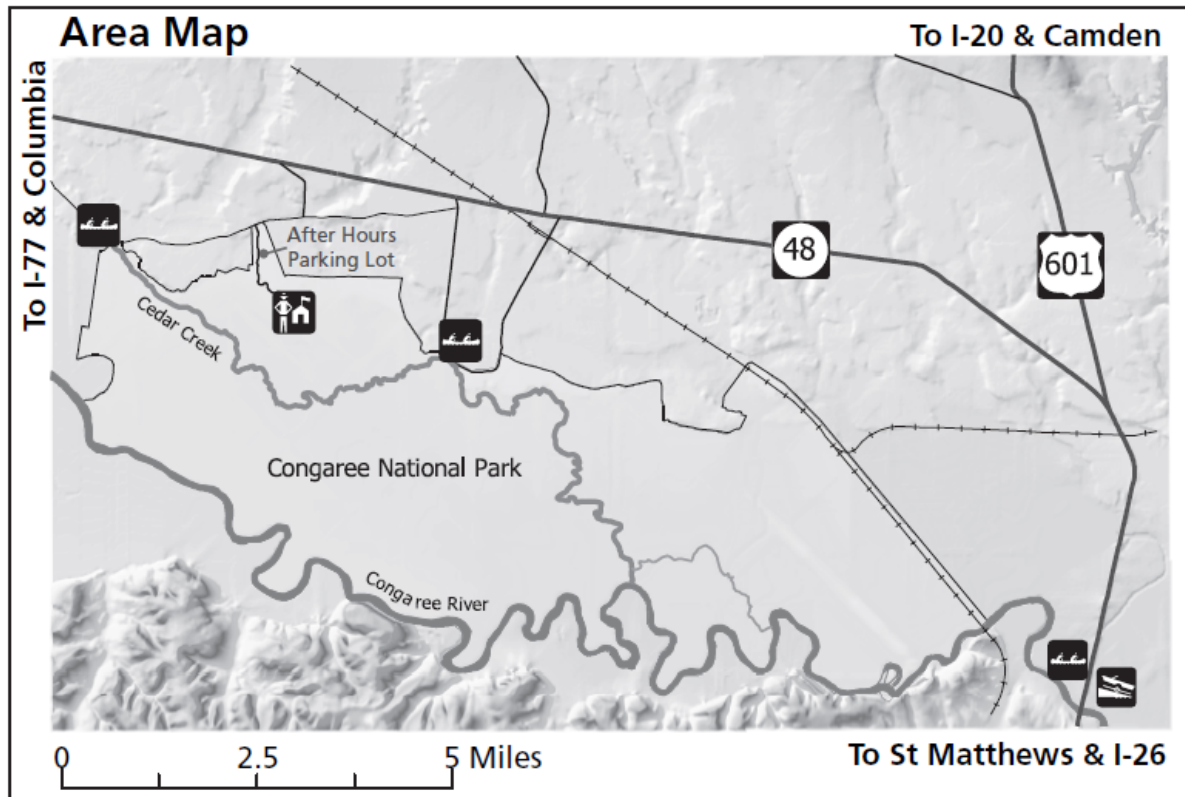 Area Map
To I-20 & Camden
To I-77 & Columbia
After Hours
Parking Lot
48
601
Cedar Creek
Congaree National Park
Congaree River
0 2.5 5 Miles
To St Matthews & I-26